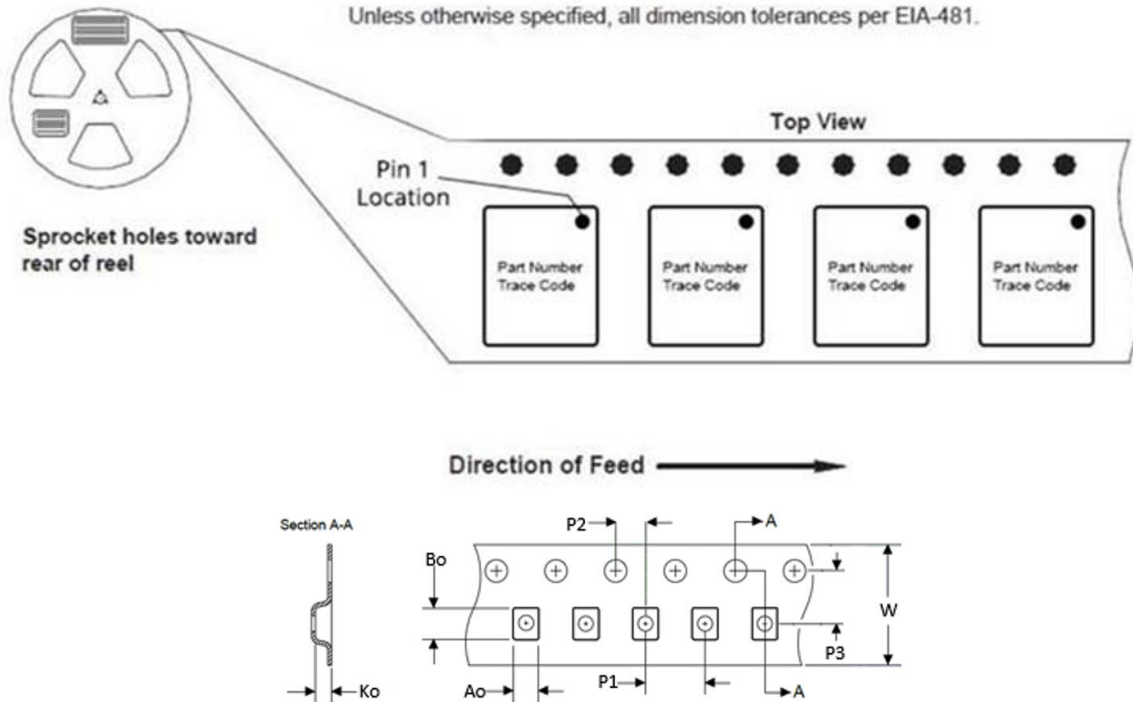 Unless otherwise specified, all dimension tolerances per EIA-481.
Top View
Pin 1
Location
Sprocket holes toward
rear of reel
Part Number
Trace Code
Part Number
Trace Code
Part Number
Trace Code
Part Number
Trace Code
Direction of Feed
Section A-A
P2
A
Bo
W
P3
Ko
Ao
P1
A